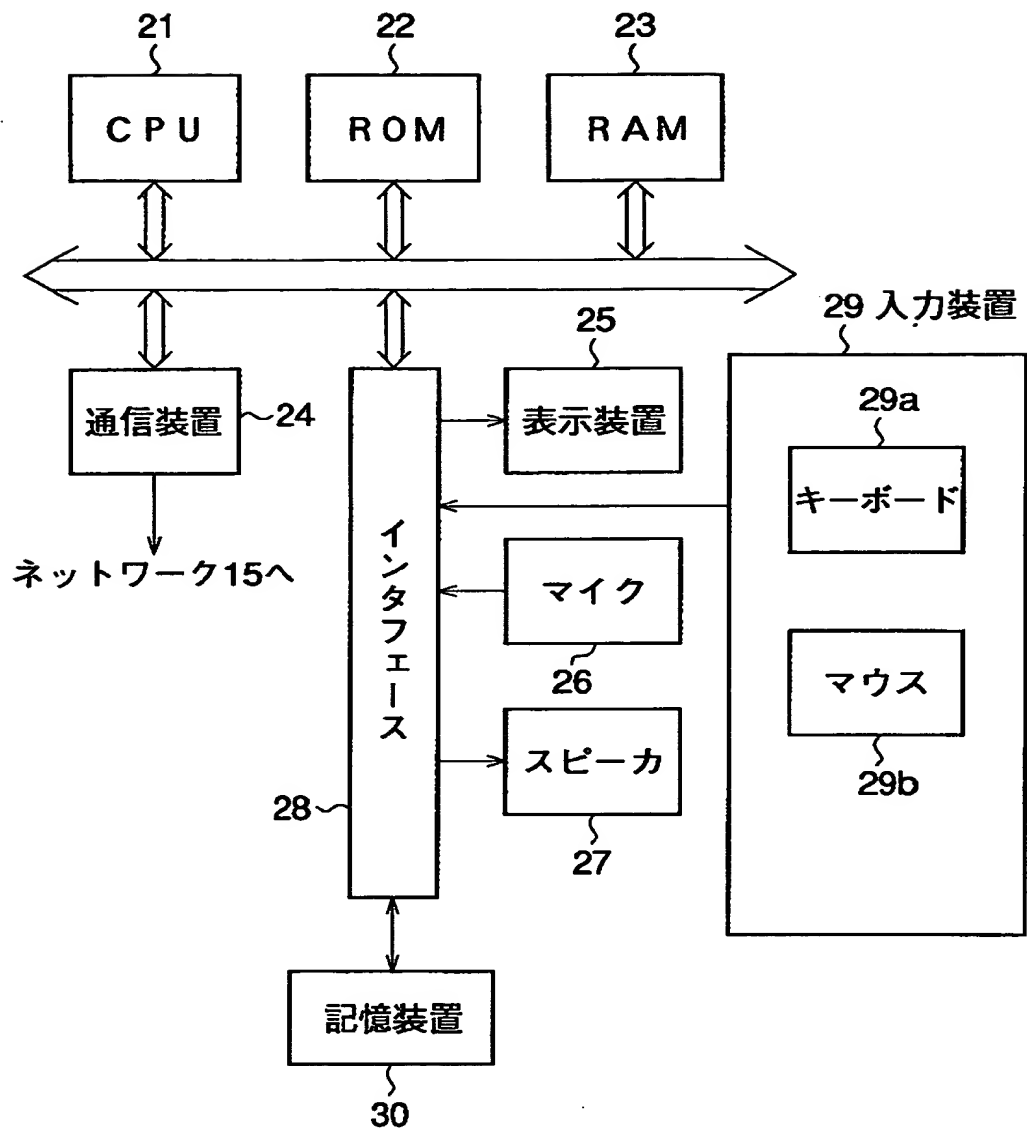 21
22
23
CPU
ROM
RAM
25
29 入力装置
通信装置
24
表示装置
29a
キーボード
インタフェース
ネットワーク15へ
マイク
26
マウス
29b
スピーカ
28
27
記憶装置
30